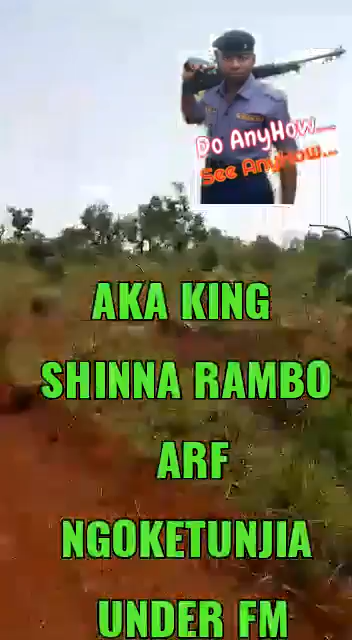 Do AnyHow....
See AnyHow....
AKA KING
SHINNA RAMBO
ARF
NGOKETUNJIA
UNDER FM